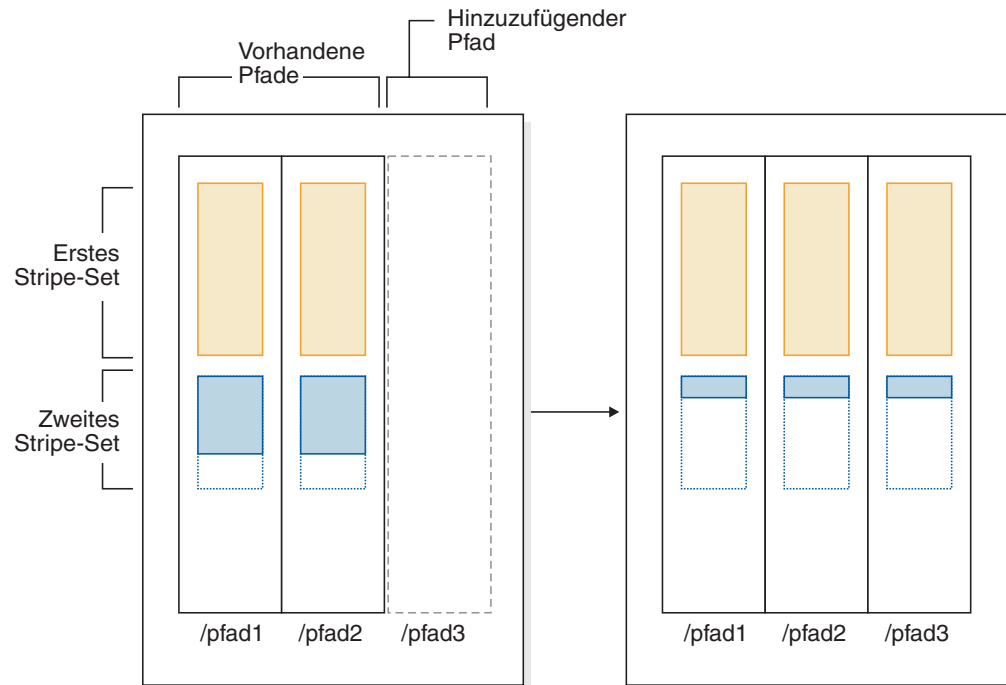 Hinzuzufügender
Pfad
Vorhandene
Pfade
Erstes
Stripe-Set
Zweites
Stripe-Set
/pfad1 /pfad2 /pfad3
/pfad1 /pfad2 /pfad3